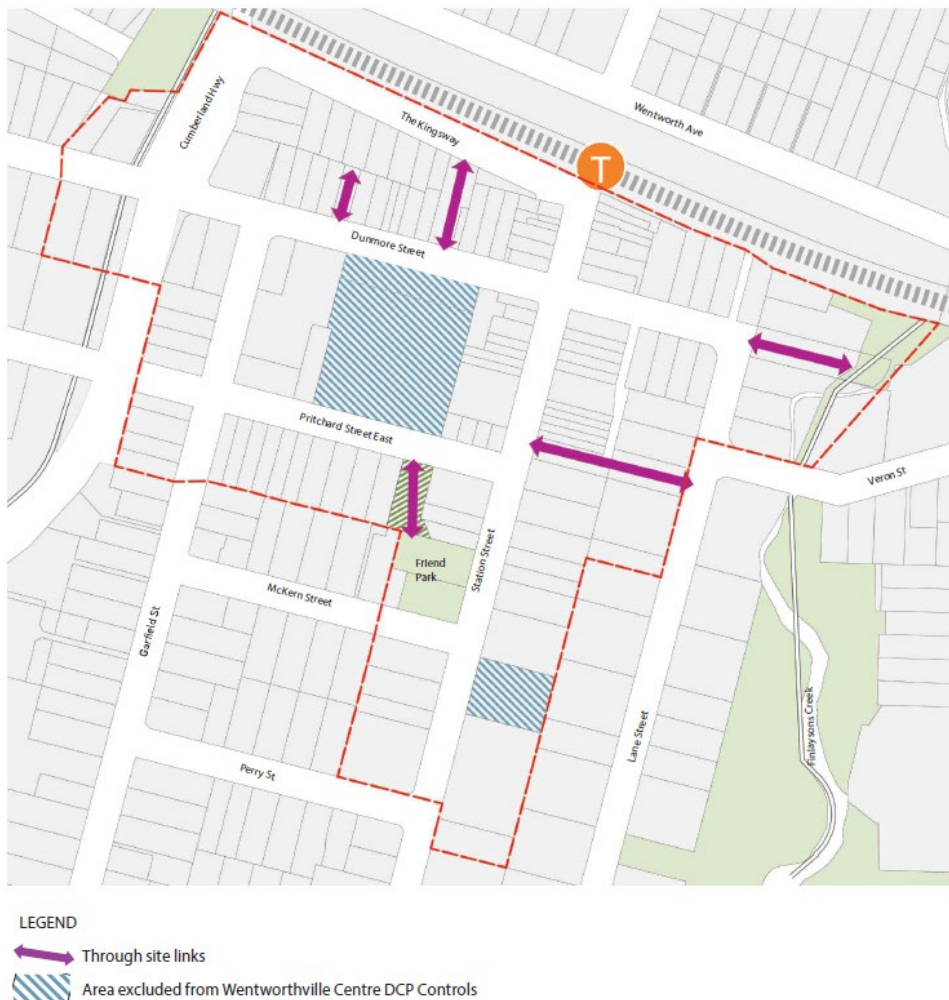 Wentworth Ave
Cumberland Hwy
The Kingsway
T
Dunmore Street
Pritchard Street East
Veron St
Friend
Park
Station Street
McKern Street
Garfield St
Lane Street
Finlaysons Creek
Perry St
LEGEND
Through site links
Area excluded from Wentworthville Centre DCP Controls